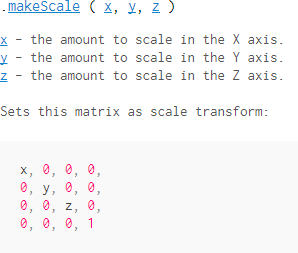 .makeScale ( x, y, z )
x - the amount to scale in the X axis.
y - the amount to scale in the Y axis.
z - the amount to scale in the Z axis.
Sets this matrix as scale transform:
x, 0, 0, 0,
0, y, 0, 0,
0, 0, z, 0,
0, 0, 0, 1